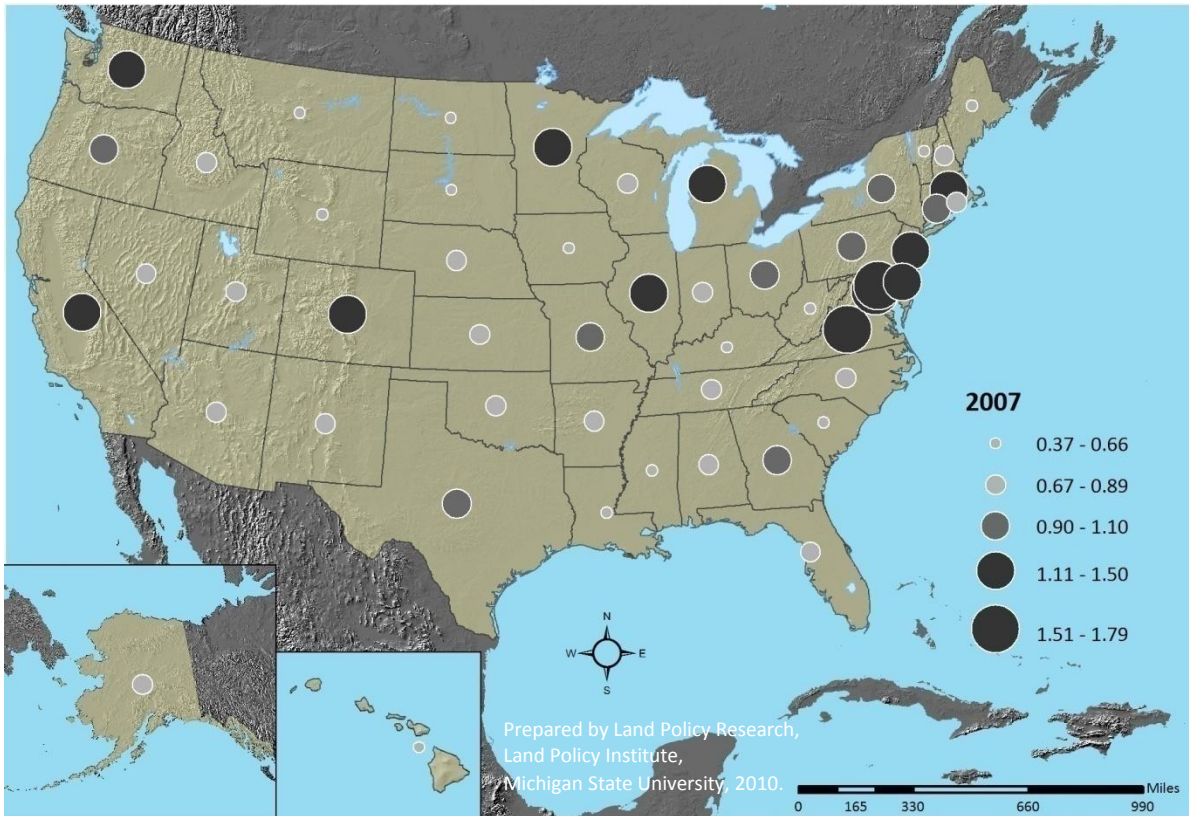 2007
0.37 - 0.66
0.67 - 0.89
0.90 - 1.10
1.11 - 1.50
1.51 - 1.79
N
W E
S
Prepared by Land Policy Research,
Land Policy Institute,
Michigan State University, 2010.
Miles
0 165 330 660 990